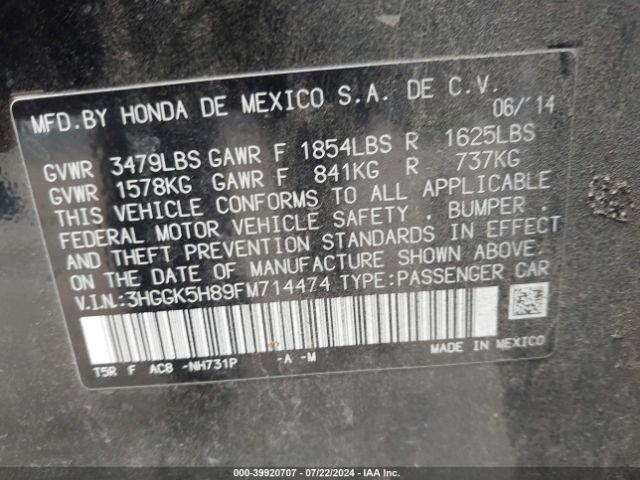 MFD.BY HONDA DE MEXICO S.A. DE C.V.
06/'14
GVWR 3479LBS GAWR F 1854LBS R 1625LBS
GVWR 1578KG GAWR F 841KG R 737KG
THIS VEHICLE CONFORMS TO ALL APPLICABLE
FEDERAL MOTOR VEHICLE SAFETY , BUMPER ,
AND THEFT PREVENTION STANDARDS IN EFFECT
ON THE DATE OF MANUFACTURE SHOWN ABOVE.
V.I.N.:3HGGK5H89FM714474 TYPE:PASSENGER CAR
T5R F AC8 -NH731P -A -M MADE IN MEXICO
000-39920707 - 07/22/2024 - IAA Inc.